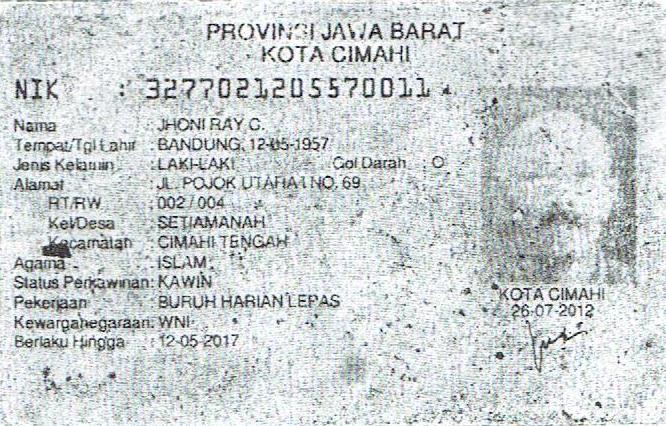 PROVINSI JAWA BARAT
KOTA CIMAHI
NIK : 3277021205570011
Nama : JHONI RAY G.
Tempat/Tgl Lahir : BANDUNG, 12-05-1957
Jenis Kelamin : LAKI-LAKI Gol Darah : O
Alamat : JL. POJOK UTARA I NO. 69
RT/RW : 002 / 004
Kel/Desa : SETIAMANAH
Kecamatan : CIMAHI TENGAH
Agama : ISLAM
Status Perkawinan: KAWIN
Pekerjaan : BURUH HARIAN LEPAS
Kewarganegaraan: WNI
Berlaku Hingga : 12-05-2017
KOTA CIMAHI
26-07-2012